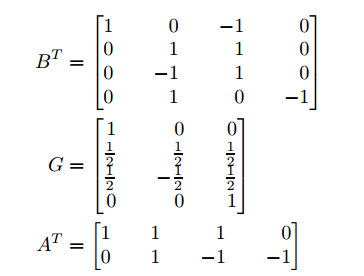 B^T = [1 0 −1 0
0 1 1 0
0 −1 1 0
0 1 0 −1]
G = [1 0 0
1/2 1/2 1/2
1/2 −1/2 1/2
0 0 1]
A^T = [1 1 1 0
0 1 −1 −1]